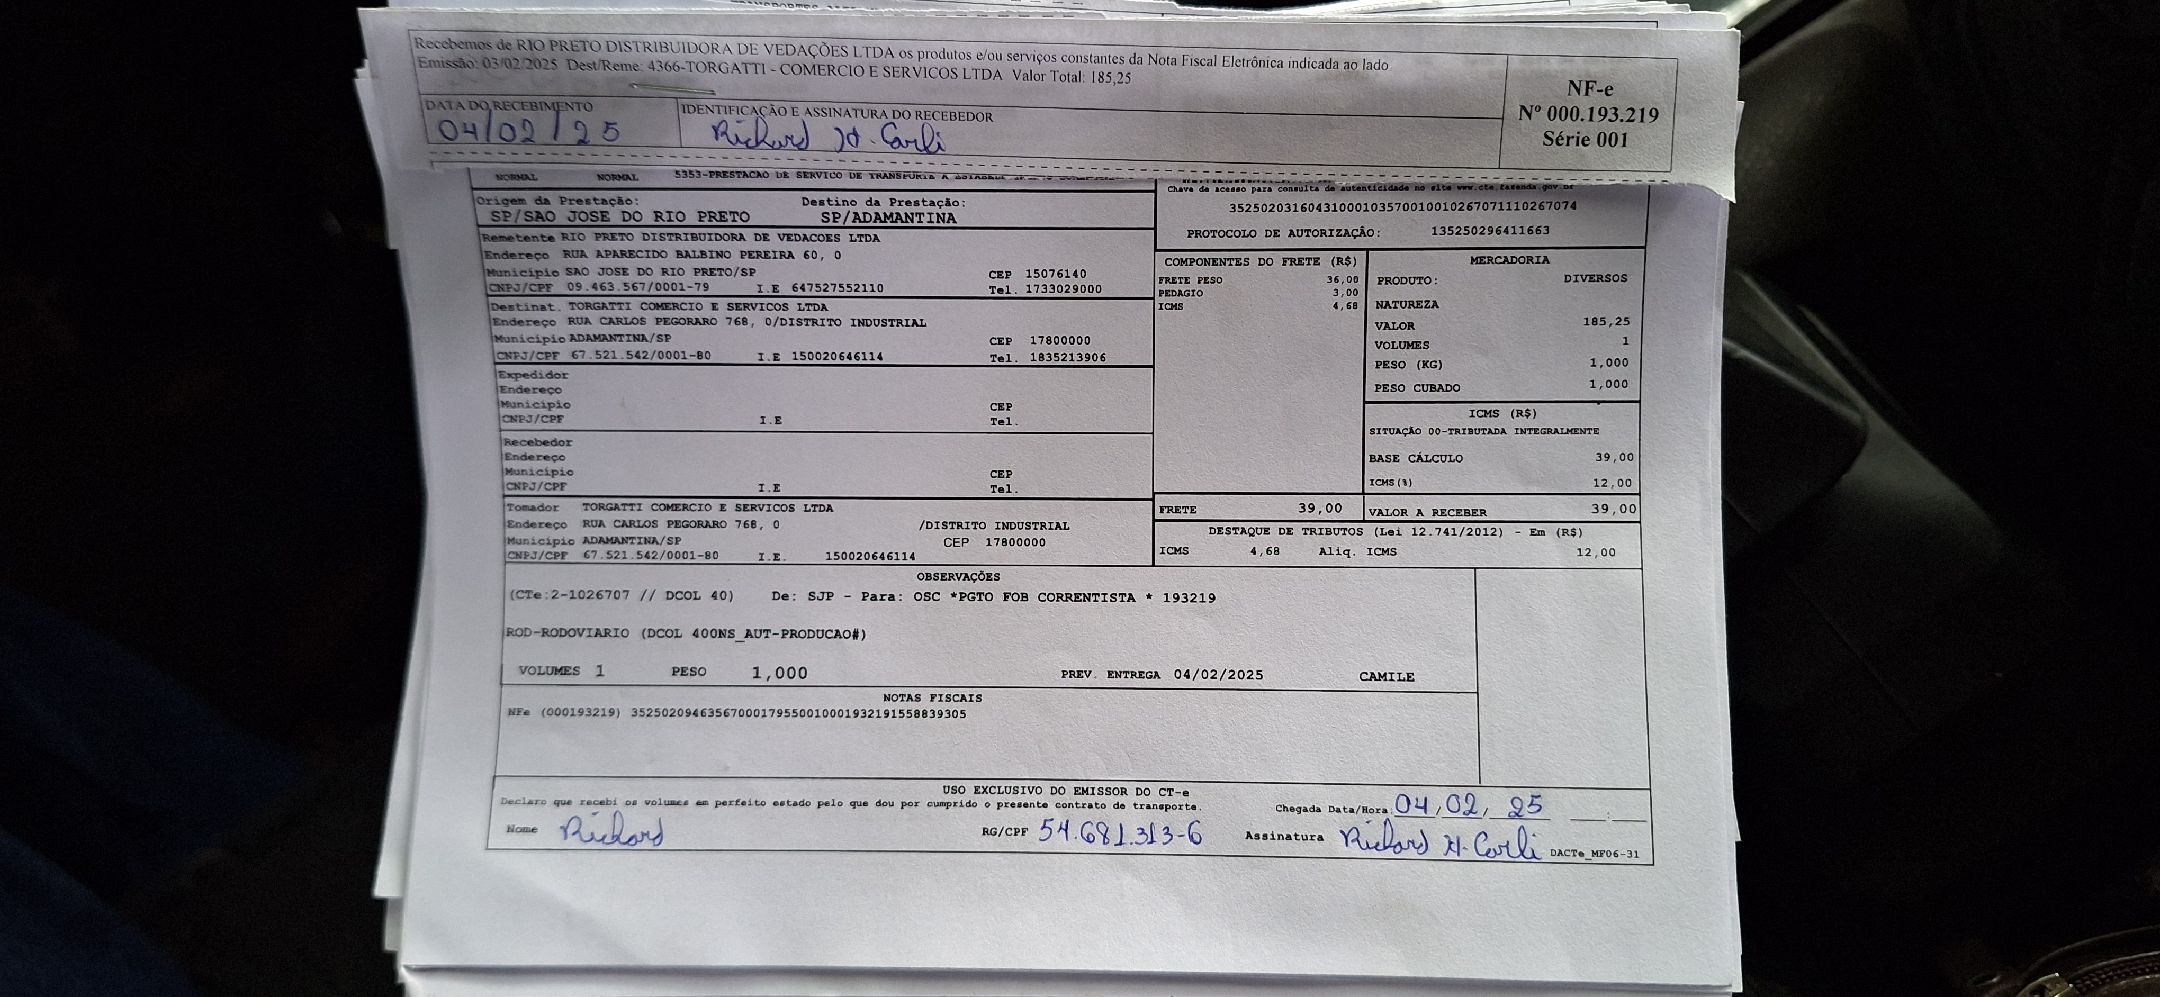 Recebemos de RIO PRETO DISTRIBUIDORA DE VEDAÇÕES LTDA os produtos e/ou serviços constantes da Nota Fiscal Eletrônica indicada ao lado
Emissão: 03/02/2025 Dest/Reme: 4366-TORGATTI - COMERCIO E SERVICOS LTDA Valor Total: 185,25
NF-e
Nº 000.193.219
Série 001
DATA DO RECEBIMENTO
04/02/25
IDENTIFICAÇÃO E ASSINATURA DO RECEBEDOR
Richard H. Carli
NORMAL NORMAL 5353-PRESTACAO DE SERVICO DE TRANSPORTE A
Chave de acesso para consulta de autenticidade no site www.cte.fazenda.gov.br
35250203160431000103570010010267071110267074
PROTOCOLO DE AUTORIZAÇÃO: 135250296411663
Origem da Prestação: Destino da Prestação:
SP/SAO JOSE DO RIO PRETO SP/ADAMANTINA
Remetente RIO PRETO DISTRIBUIDORA DE VEDACOES LTDA
Endereço RUA APARECIDO BALBINO PEREIRA 60, 0
Município SAO JOSE DO RIO PRETO/SP CEP 15076140
CNPJ/CPF 09.463.567/0001-79 I.E 647527552110 Tel. 1733029000
Destinat. TORGATTI COMERCIO E SERVICOS LTDA
Endereço RUA CARLOS PEGORARO 768, 0/DISTRITO INDUSTRIAL
Município ADAMANTINA/SP CEP 17800000
CNPJ/CPF 67.521.542/0001-80 I.E 150020646114 Tel. 1835213906
Expedidor
Endereço
Município CEP
CNPJ/CPF I.E Tel.
Recebedor
Endereço
Município CEP
CNPJ/CPF I.E Tel.
Tomador TORGATTI COMERCIO E SERVICOS LTDA
Endereço RUA CARLOS PEGORARO 768, 0 /DISTRITO INDUSTRIAL
Município ADAMANTINA/SP CEP 17800000
CNPJ/CPF 67.521.542/0001-80 I.E. 150020646114
COMPONENTES DO FRETE (R$)
FRETE PESO 36,00
PEDAGIO 3,00
ICMS 4,68
MERCADORIA
PRODUTO: DIVERSOS
NATUREZA
VALOR 185,25
VOLUMES 1
PESO (KG) 1,000
PESO CUBADO 1,000
ICMS (R$)
SITUAÇÃO 00-TRIBUTADA INTEGRALMENTE
BASE CÁLCULO 39,00
ICMS(%) 12,00
FRETE 39,00 VALOR A RECEBER 39,00
DESTAQUE DE TRIBUTOS (Lei 12.741/2012) - Em (R$)
ICMS 4,68 Aliq. ICMS 12,00
OBSERVAÇÕES
(CTe:2-1026707 // DCOL 40) De: SJP - Para: OSC *PGTO FOB CORRENTISTA * 193219
ROD-RODOVIARIO (DCOL 400NS_AUT-PRODUCAO#)
VOLUMES 1 PESO 1,000 PREV. ENTREGA 04/02/2025 CAMILE
NOTAS FISCAIS
NFe (000193219) 35250209463567000179550010001932191558839305
USO EXCLUSIVO DO EMISSOR DO CT-e
Declaro que recebi os volumes em perfeito estado pelo que dou por cumprido o presente contrato de transporte. Chegada Data/Hora: 04/02/25 __:__
Nome Richard RG/CPF 54.681.313-6 Assinatura Richard H. Carli DACTe_MF06-31